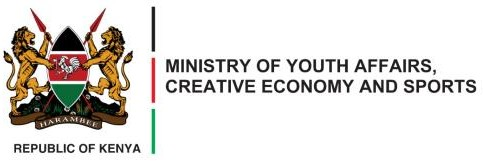 HARAMBEE
REPUBLIC OF KENYA
MINISTRY OF YOUTH AFFAIRS,
CREATIVE ECONOMY AND SPORTS